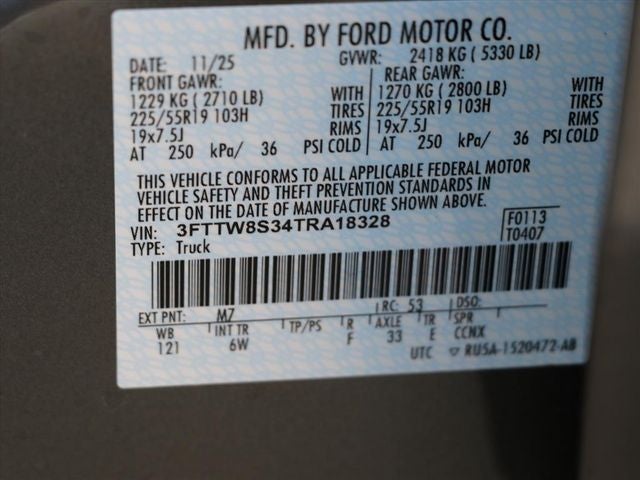 MFD. BY FORD MOTOR CO.
DATE: 11/25 GVWR: 2418 KG ( 5330 LB)
FRONT GAWR: REAR GAWR:
1229 KG ( 2710 LB) WITH 1270 KG ( 2800 LB) WITH
225/55R19 103H TIRES 225/55R19 103H TIRES
19x7.5J RIMS 19x7.5J RIMS
AT 250 kPa/ 36 PSI COLD AT 250 kPa/ 36 PSI COLD
THIS VEHICLE CONFORMS TO ALL APPLICABLE FEDERAL MOTOR
VEHICLE SAFETY AND THEFT PREVENTION STANDARDS IN
EFFECT ON THE DATE OF MANUFACTURE SHOWN ABOVE.
VIN: 3FTTW8S34TRA18328 F0113
TYPE: Truck T0407
EXT PNT: M7 RC: 53 DSO:
WB INT TR TP/PS R AXLE TR SPR
121 6W F 33 E CCNX
UTC ▽ RU5A-1520472-AB